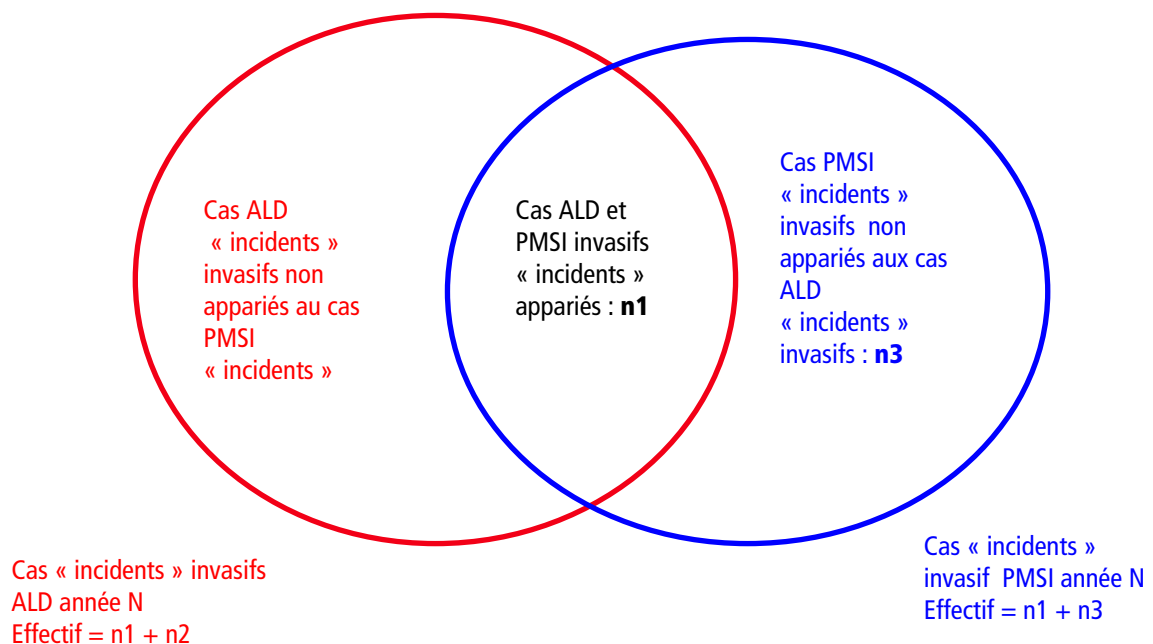 Cas ALD
« incidents »
invasifs non
appariés au cas
PMSI
« incidents »
Cas ALD et
PMSI invasifs
« incidents »
appariés : n1
Cas PMSI
« incidents »
invasifs non
appariés aux cas
ALD
« incidents »
invasifs : n3
Cas « incidents » invasifs
ALD année N
Effectif = n1 + n2
Cas « incidents »
invasif PMSI année N
Effectif = n1 + n3